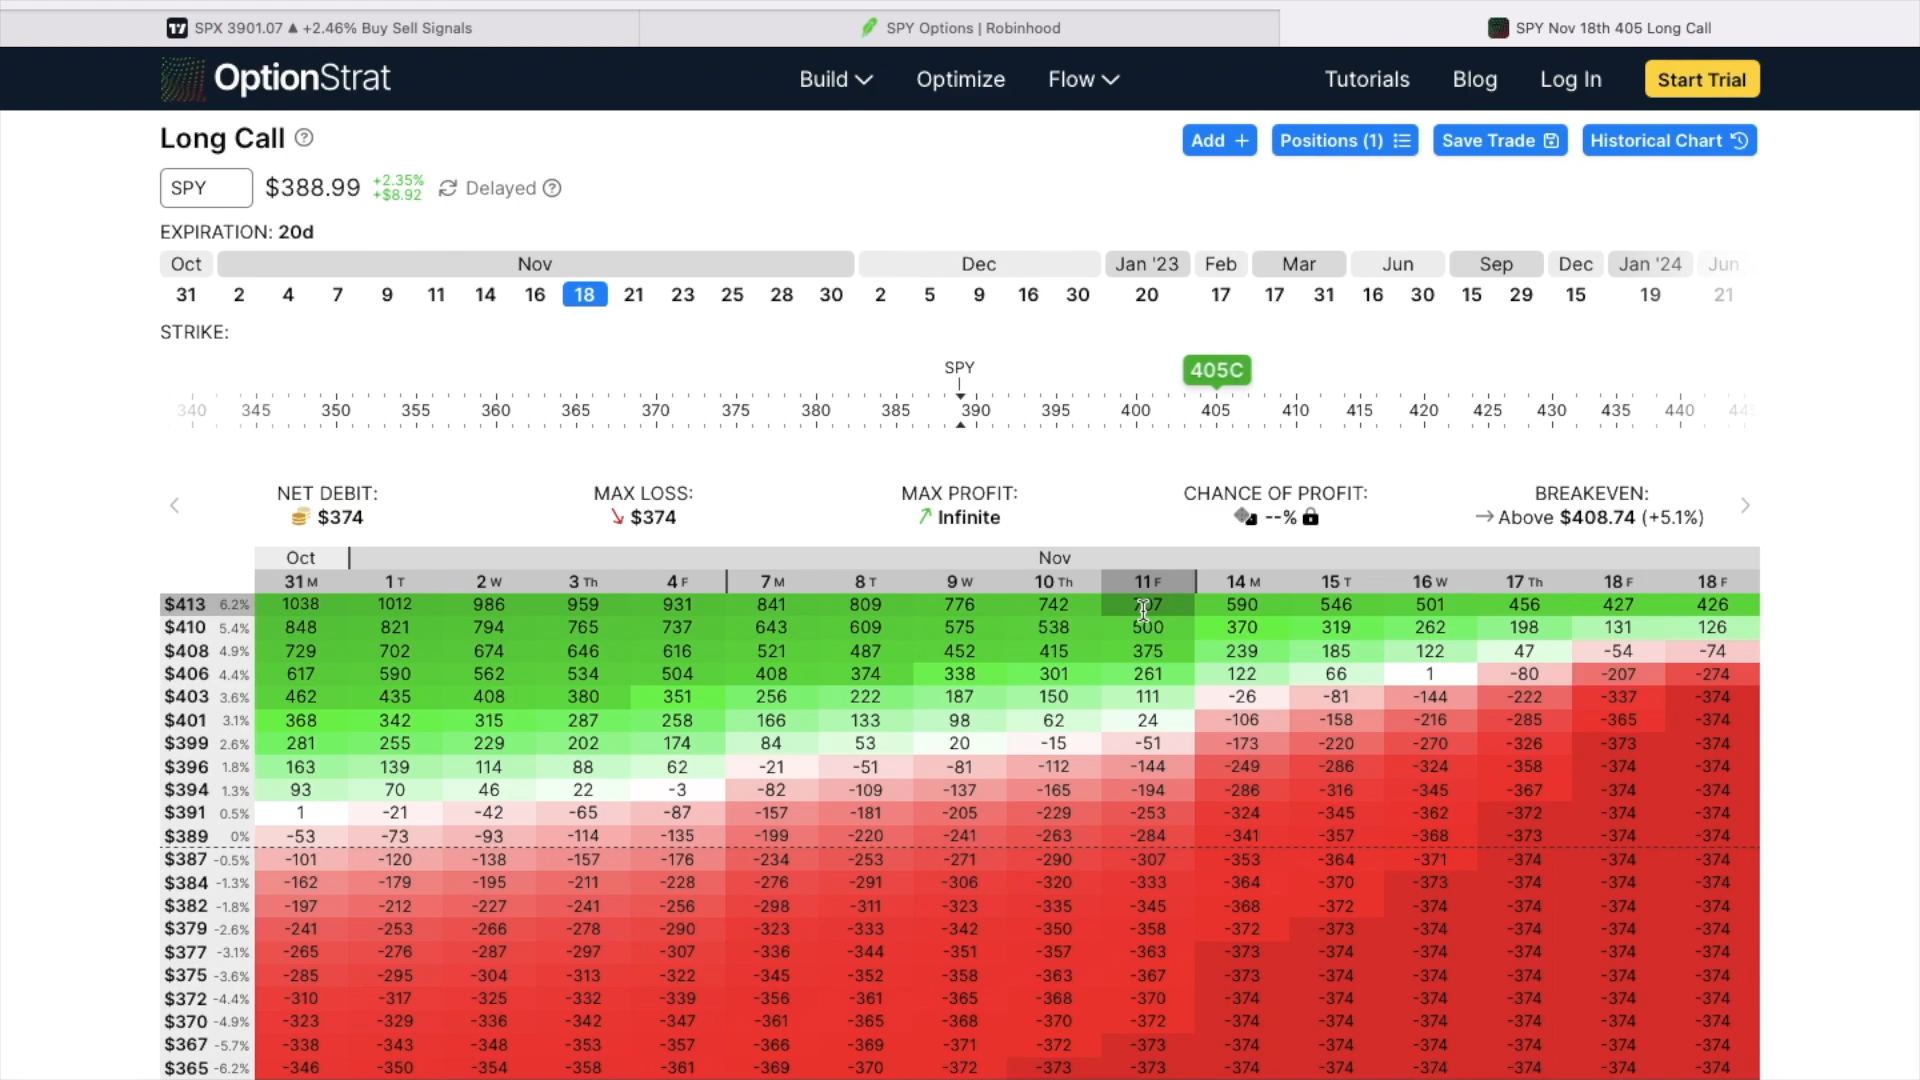 SPX 3901.07 ▲ +2.46% Buy Sell Signals
SPY Options | Robinhood
SPY Nov 18th 405 Long Call
OptionStrat
Build
Optimize
Flow
Tutorials
Blog
Log In
Start Trial
Long Call
Add +
Positions (1)
Save Trade
Historical Chart
SPY $388.99 +2.35% +$8.92 Delayed
EXPIRATION: 20d
Oct Nov Dec Jan '23 Feb Mar Jun Sep Dec Jan '24 Jun
31 2 4 7 9 11 14 16 18 21 23 25 28 30 2 5 9 16 30 20 17 17 31 16 30 15 29 15 19 21
STRIKE:
SPY
405C
340 345 350 355 360 365 370 375 380 385 390 395 400 405 410 415 420 425 430 435 440
NET DEBIT: MAX LOSS: MAX PROFIT: CHANCE OF PROFIT: BREAKEVEN:
$374 $374 Infinite --% Above $408.74 (+5.1%)
Oct Nov
31 M 1 T 2 W 3 Th 4 F 7 M 8 T 9 W 10 Th 11 F 14 M 15 T 16 W 17 Th 18 F 18 F
$413 6.2% 1038 1012 986 959 931 841 809 776 742 707 590 546 501 456 427 426
$410 5.4% 848 821 794 765 737 643 609 575 538 500 370 319 262 198 131 126
$408 4.9% 729 702 674 646 616 521 487 452 415 375 239 185 122 47 -54 -74
$406 4.4% 617 590 562 534 504 408 374 338 301 261 122 66 1 -80 -207 -274
$403 3.6% 462 435 408 380 351 256 222 187 150 111 -26 -81 -144 -222 -337 -374
$401 3.1% 368 342 315 287 258 166 133 98 62 24 -106 -158 -216 -285 -365 -374
$399 2.6% 281 255 229 202 174 84 53 20 -15 -51 -173 -220 -270 -326 -373 -374
$396 1.8% 163 139 114 88 62 -21 -51 -81 -112 -144 -249 -286 -324 -358 -374 -374
$394 1.3% 93 70 46 22 -3 -82 -109 -137 -165 -194 -286 -316 -345 -367 -374 -374
$391 0.5% 1 -21 -42 -65 -87 -157 -181 -205 -229 -253 -324 -345 -362 -372 -374 -374
$389 0% -53 -73 -93 -114 -135 -199 -220 -241 -263 -284 -341 -357 -368 -373 -374 -374
$387 -0.5% -101 -120 -138 -157 -176 -234 -253 -271 -290 -307 -353 -364 -371 -374 -374 -374
$384 -1.3% -162 -179 -195 -211 -228 -276 -291 -306 -320 -333 -364 -370 -373 -374 -374 -374
$382 -1.8% -197 -212 -227 -241 -256 -298 -311 -323 -335 -345 -368 -372 -374 -374 -374 -374
$379 -2.6% -241 -253 -266 -278 -290 -323 -333 -342 -350 -358 -372 -373 -374 -374 -374 -374
$377 -3.1% -265 -276 -287 -297 -307 -336 -344 -351 -357 -363 -373 -374 -374 -374 -374 -374
$375 -3.6% -285 -295 -304 -313 -322 -345 -352 -358 -363 -367 -373 -374 -374 -374 -374 -374
$372 -4.4% -310 -317 -325 -332 -339 -356 -361 -365 -368 -370 -374 -374 -374 -374 -374 -374
$370 -4.9% -323 -329 -336 -342 -347 -361 -365 -368 -370 -372 -374 -374 -374 -374 -374 -374
$367 -5.7% -338 -343 -348 -353 -357 -366 -369 -371 -372 -373 -374 -374 -374 -374 -374 -374
$365 -6.2% -346 -350 -354 -358 -361 -369 -370 -372 -373 -373 -374 -374 -374 -374 -374 -374